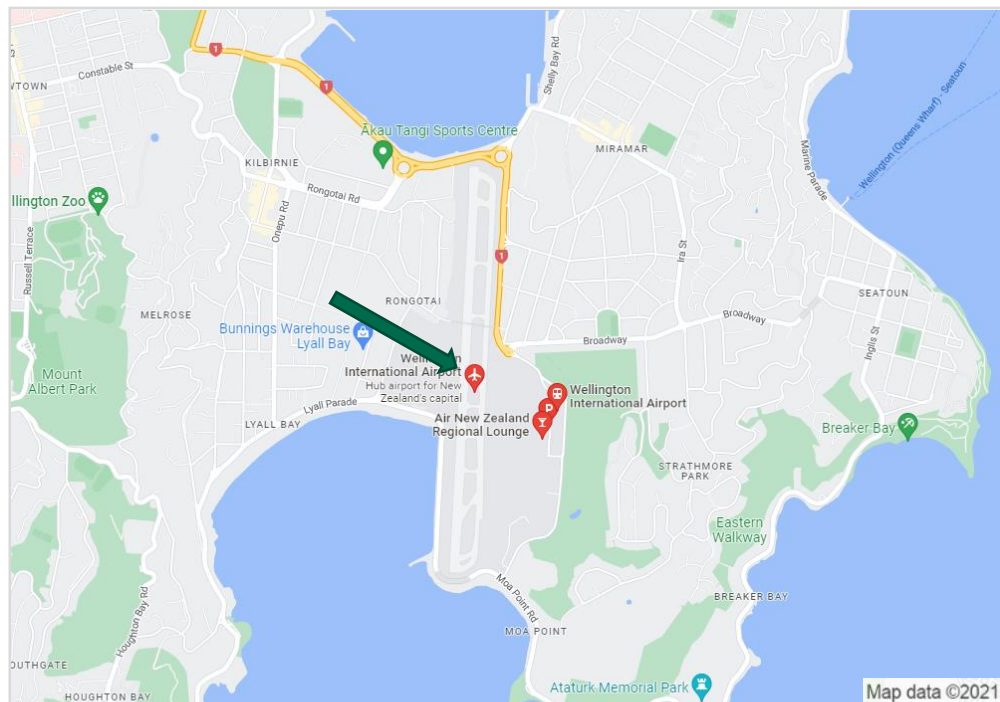 1
Constable St
WTOWN
1
Shelly Bay Rd
Wellington (Queens Wharf) - Seatoun
Ākau Tangi Sports Centre
MIRAMAR
Marine Parade
KILBIRNIE
llington Zoo
Rongotai Rd
Onepu Rd
Russell Terrace
Ira St
1
SEATOUN
RONGOTAI
MELROSE
Broadway
Bunnings Warehouse
Lyall Bay
Broadway
Inglis St
International Airport
Hub airport for New
Zealand's capital
Mount
Albert Park
Wellington
International Airport
P
Lyall Parade
Air New Zealand
Regional Lounge
LYALL BAY
Breaker Bay
STRATHMORE
PARK
Eastern
Walkway
Moa Point Rd
BREAKER BAY
Houghton Bay Rd
MOA POINT
OUTHGATE
Ataturk Memorial Park
HOUGHTON BAY
Map data ©2021